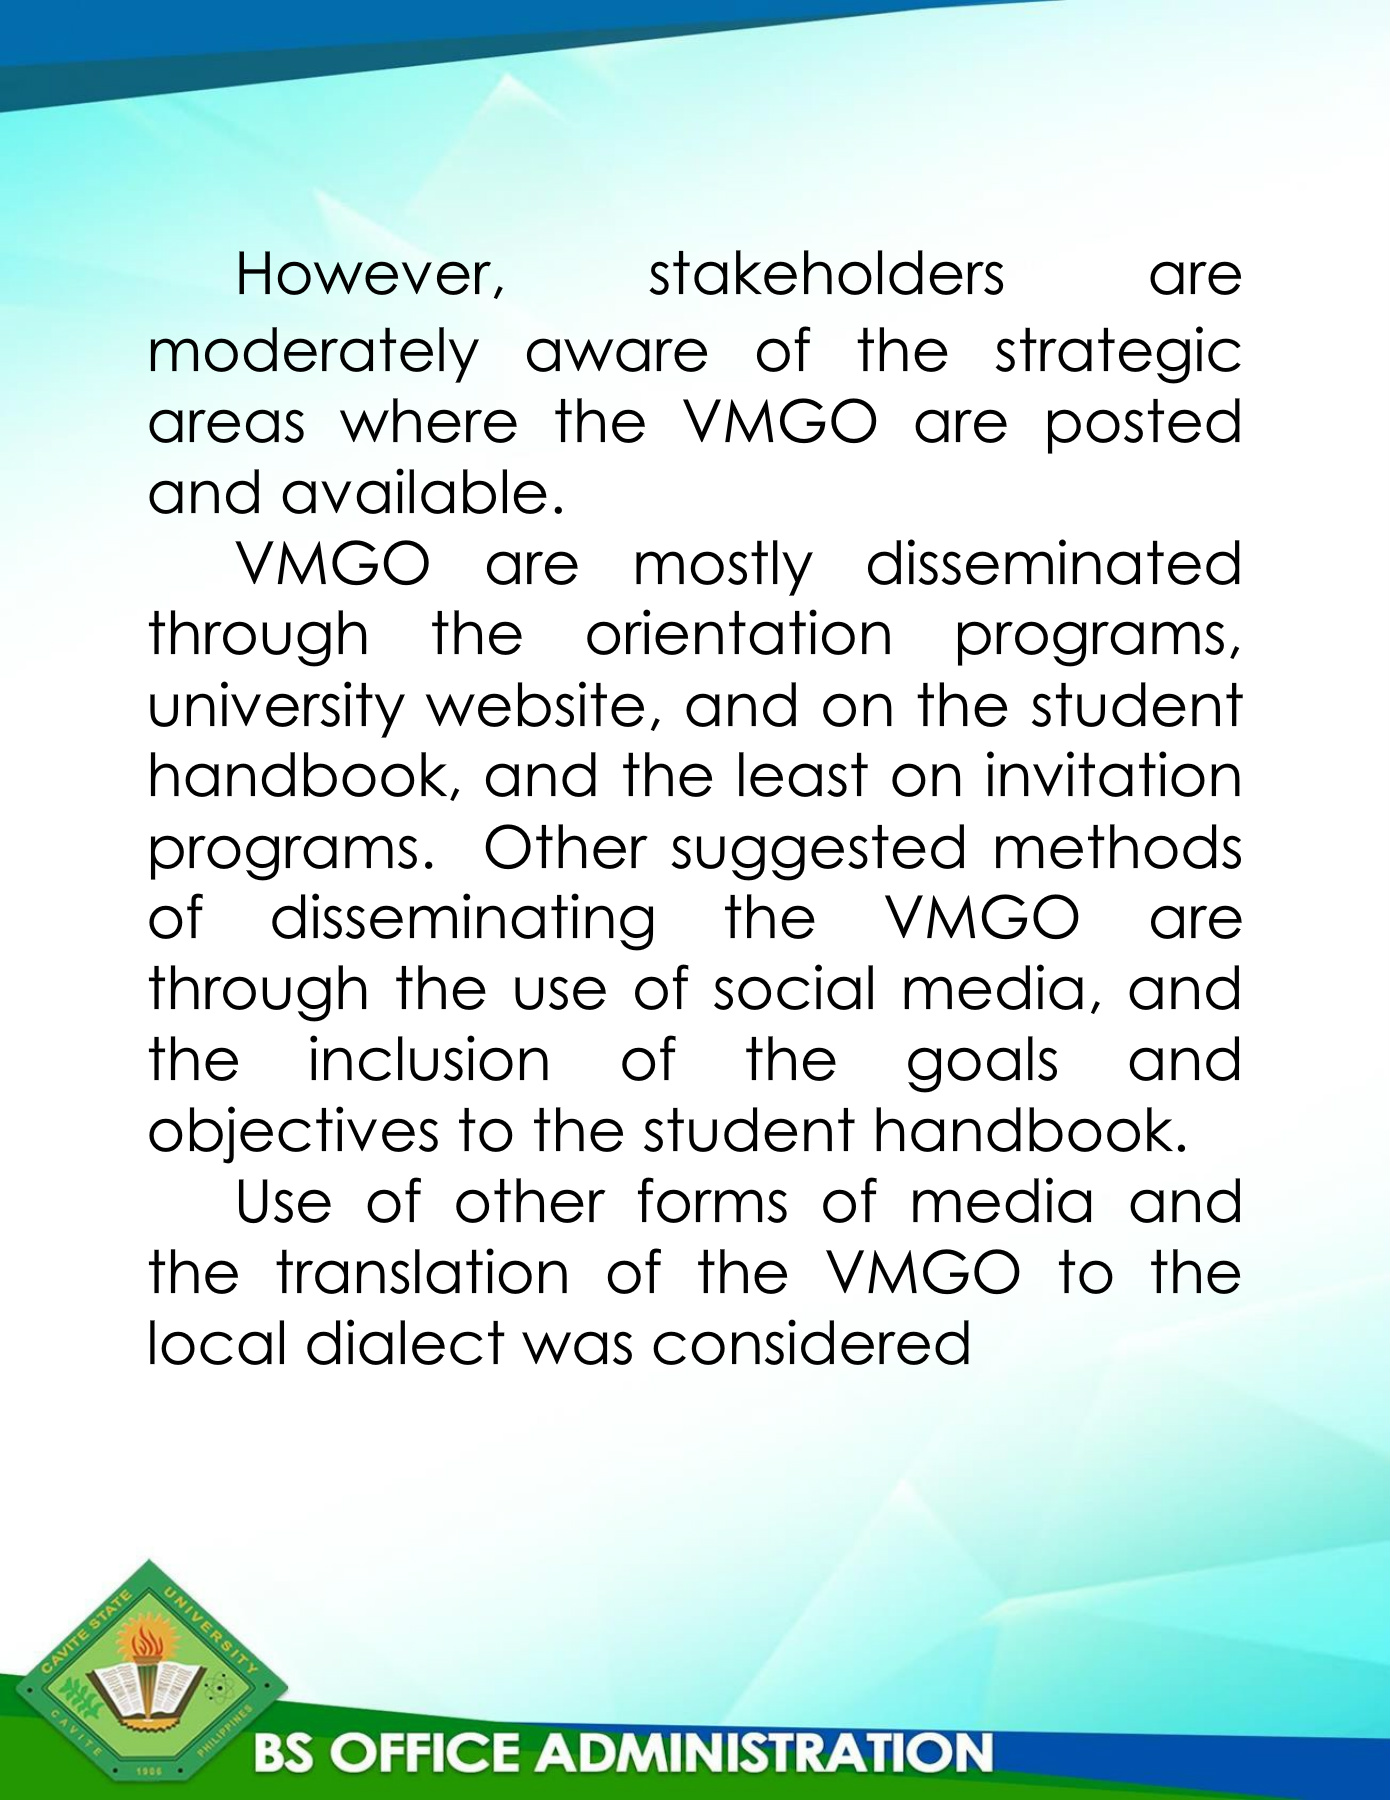 However, stakeholders are
moderately aware of the strategic
areas where the VMGO are posted
and available.
VMGO are mostly disseminated
through the orientation programs,
university website, and on the student
handbook, and the least on invitation
programs. Other suggested methods
of disseminating the VMGO are
through the use of social media, and
the inclusion of the goals and
objectives to the student handbook.
Use of other forms of media and
the translation of the VMGO to the
local dialect was considered
CAVITE STATE UNIVERSITY
CAVITE PHILIPPINES
1906
BS OFFICE ADMINISTRATION